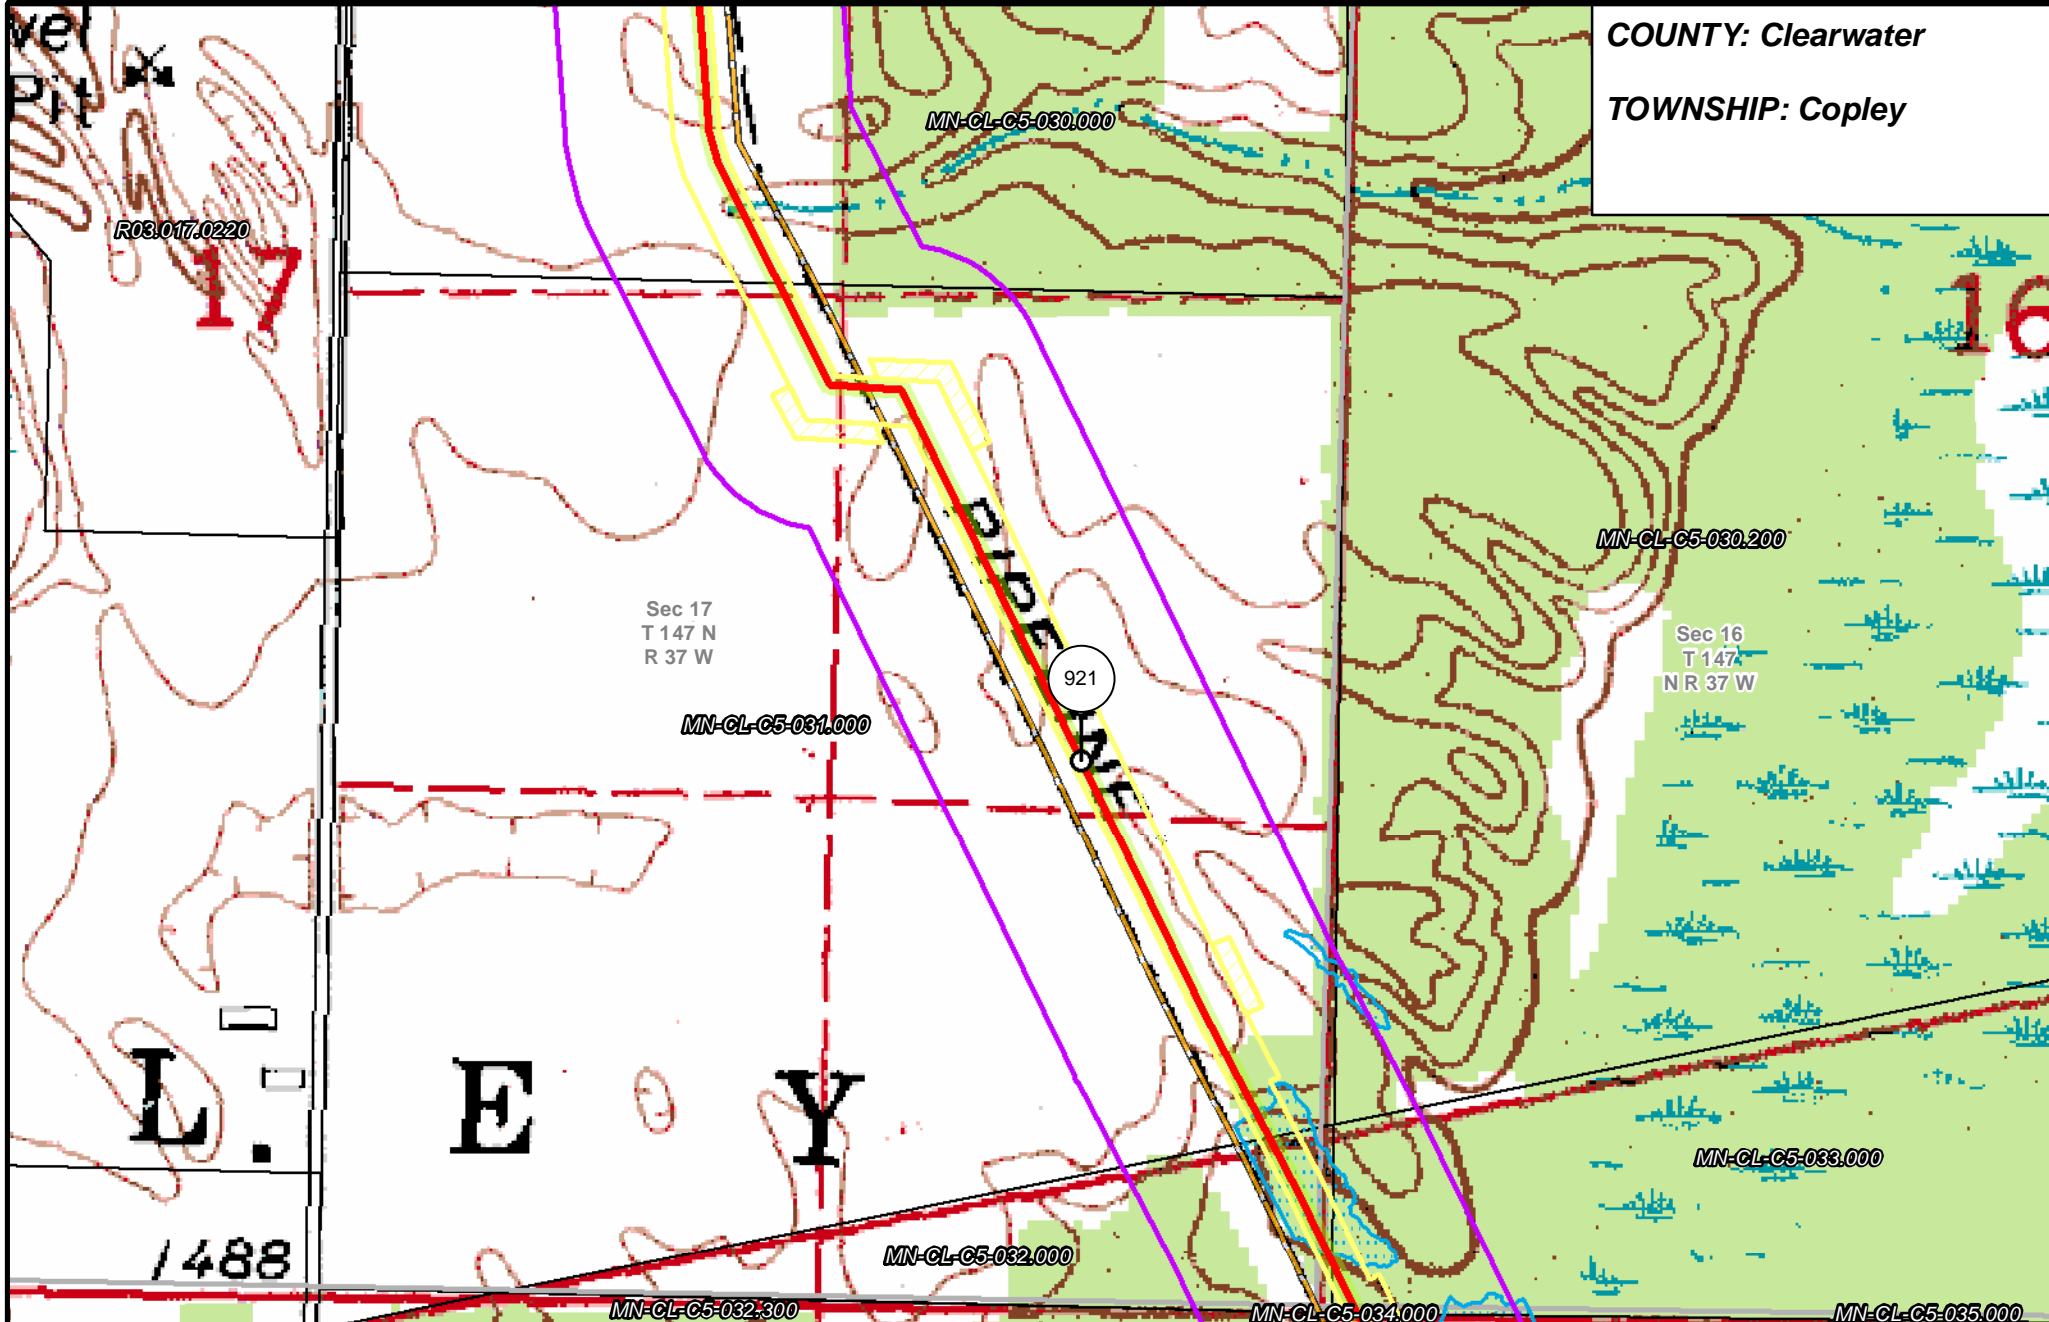 vel
Pit
COUNTY: Clearwater
TOWNSHIP: Copley
MN-CL-C5-030.000
R03.017.0220
17
16
MN-CL-C5-030.200
Sec 17
T 147 N
R 37 W
Sec 16
T 147
N R 37 W
921
MN-CL-C5-031.000
L E Y
MN-CL-C5-033.000
1488
MN-CL-C5-032.000
MN-CL-C5-032.300
MN-CL-C5-034.000
MN-CL-C5-035.000